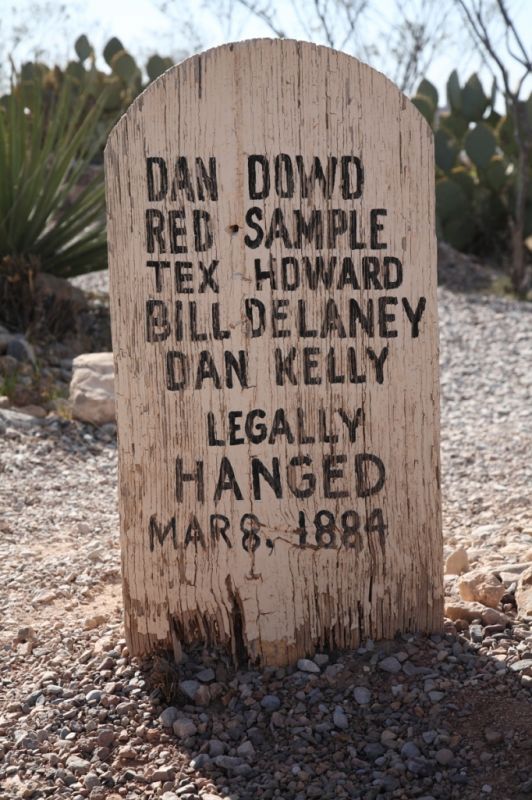 DAN DOWD
RED SAMPLE
TEX HOWARD
BILL DELANEY
DAN KELLY
LEGALLY
HANGED
MAR 8, 1884